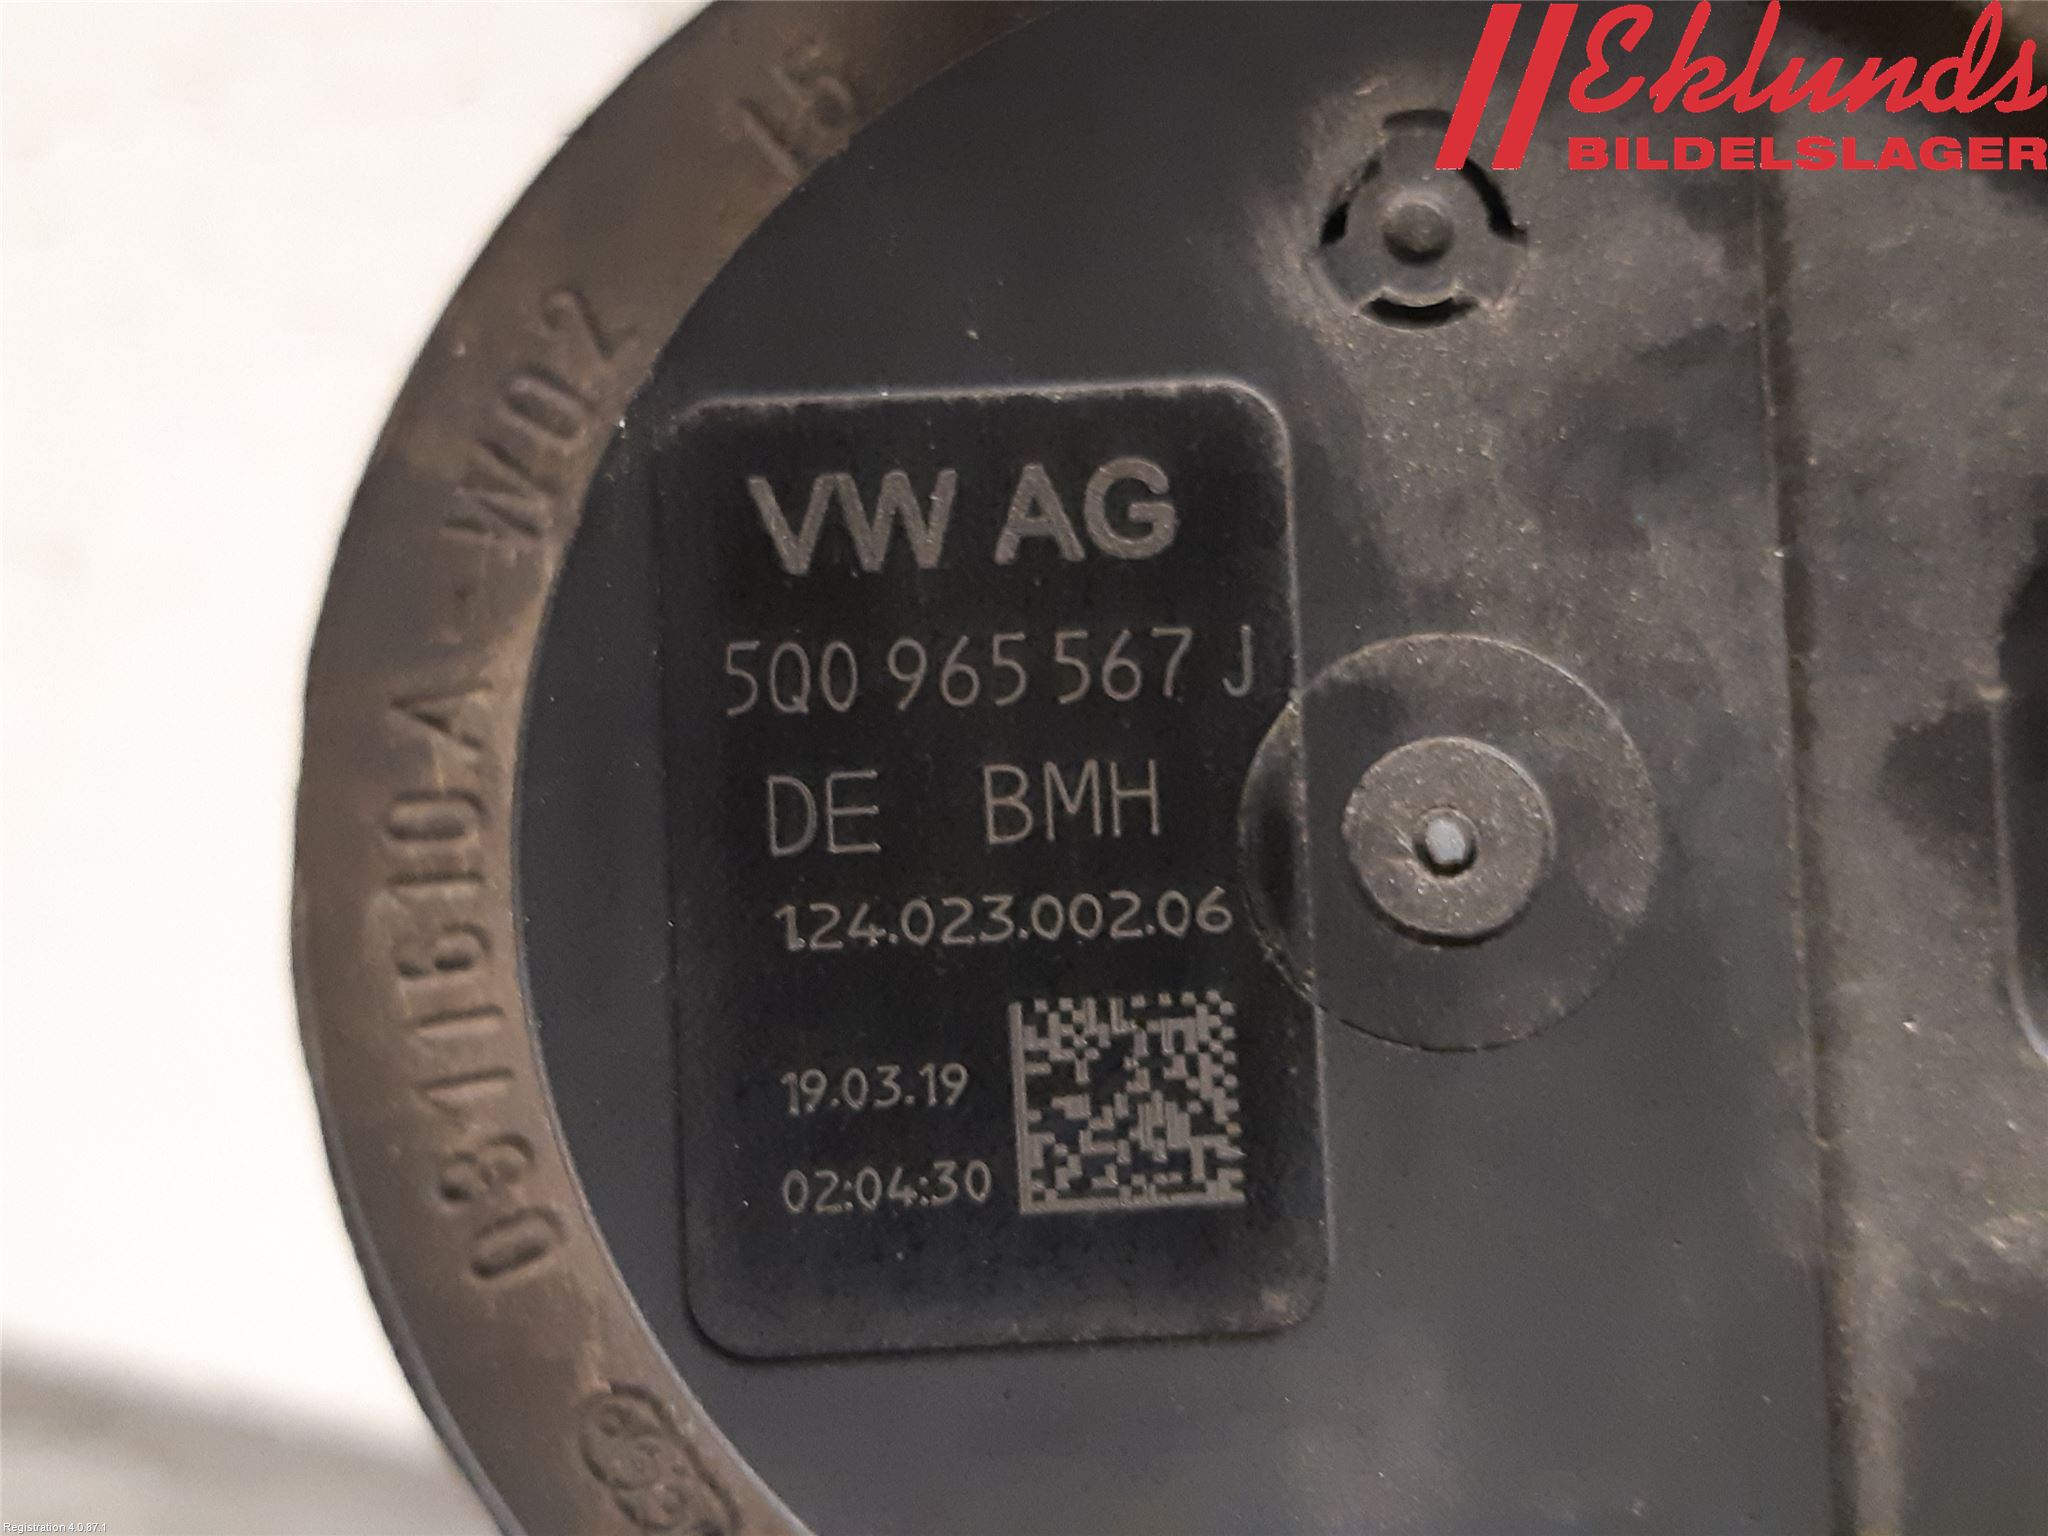 Eklunds
BILDELSLAGER
15
0311610 A W02
VW AG
5Q0 965 567 J
DE BMH
124.023.002.06
19.03.19
02:04:30
Registration 4.0.87.1